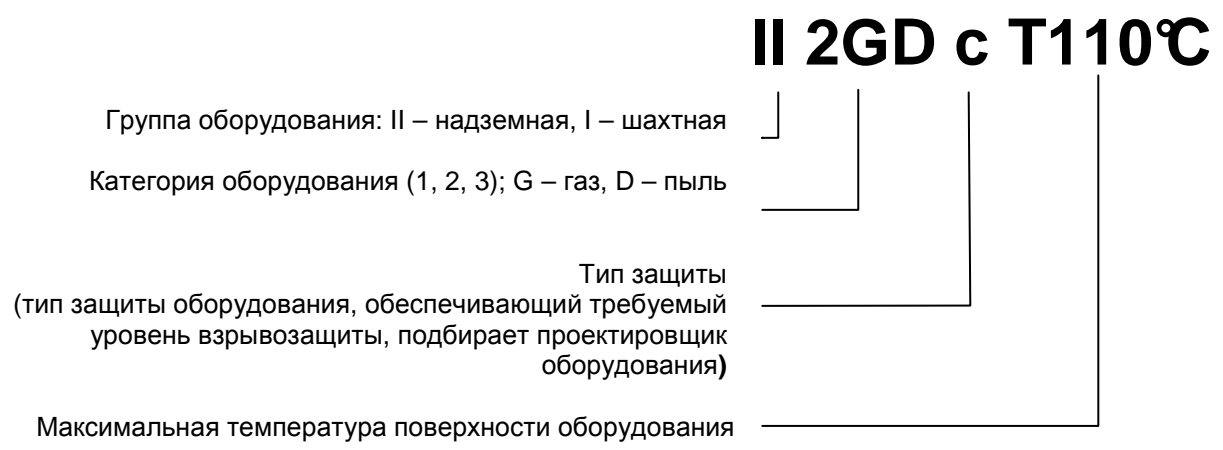 II 2GD c T110°C
Группа оборудования: II – надземная, I – шахтная
Категория оборудования (1, 2, 3); G – газ, D – пыль
Тип защиты
(тип защиты оборудования, обеспечивающий требуемый
уровень взрывозащиты, подбирает проектировщик
оборудования)
Максимальная температура поверхности оборудования